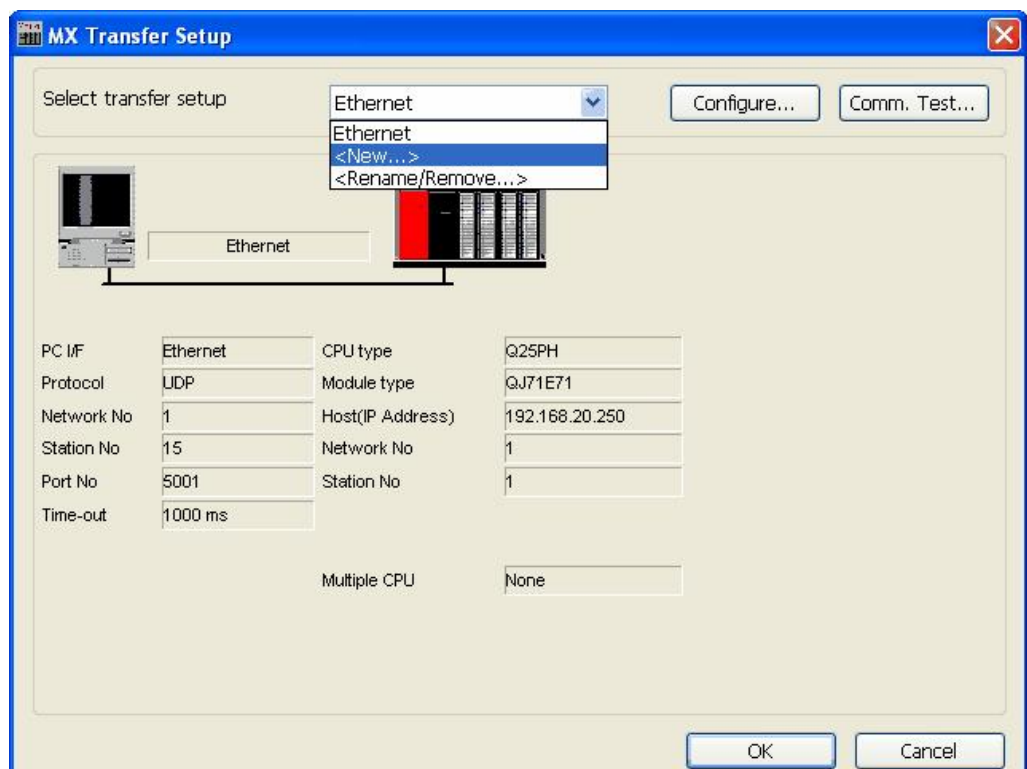 MX Transfer Setup
Select transfer setup Ethernet Configure... Comm. Test...
Ethernet
<New...>
<Rename/Remove...>
Ethernet
PC I/F Ethernet CPU type Q25PH
Protocol UDP Module type QJ71E71
Network No 1 Host(IP Address) 192.168.20.250
Station No 15 Network No 1
Port No 5001 Station No 1
Time-out 1000 ms
Multiple CPU None
OK Cancel